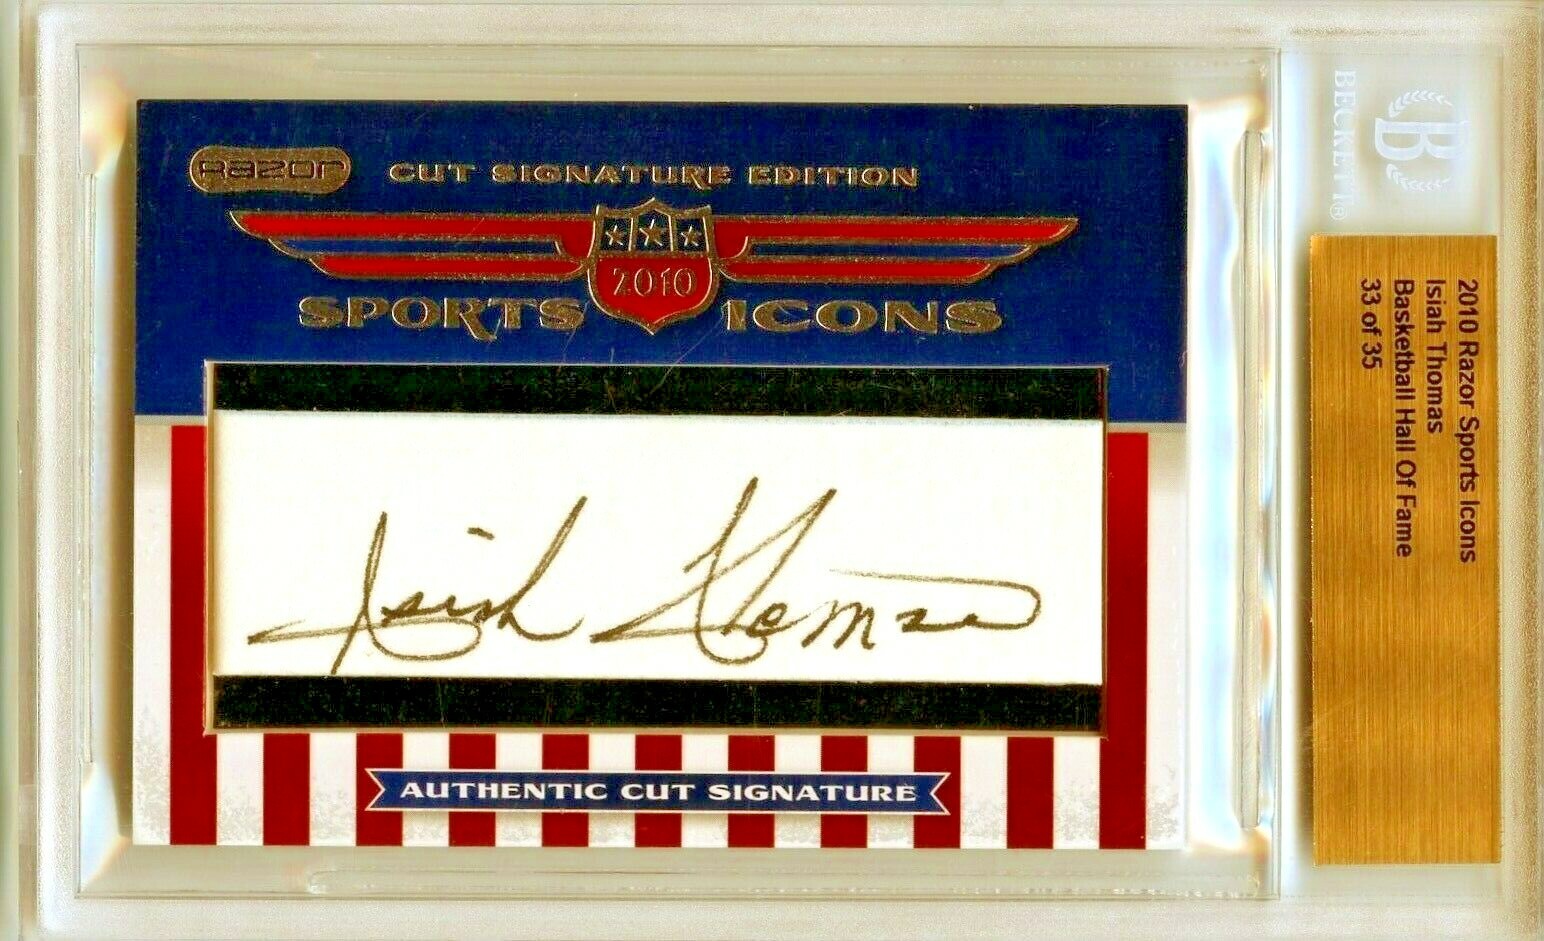 Razor
CUT SIGNATURE EDITION
2010
SPORTS ICONS
Isiah Thomas
AUTHENTIC CUT SIGNATURE
B
BECKETT®
2010 Razor Sports Icons
Isiah Thomas
Basketball Hall Of Fame
33 of 35